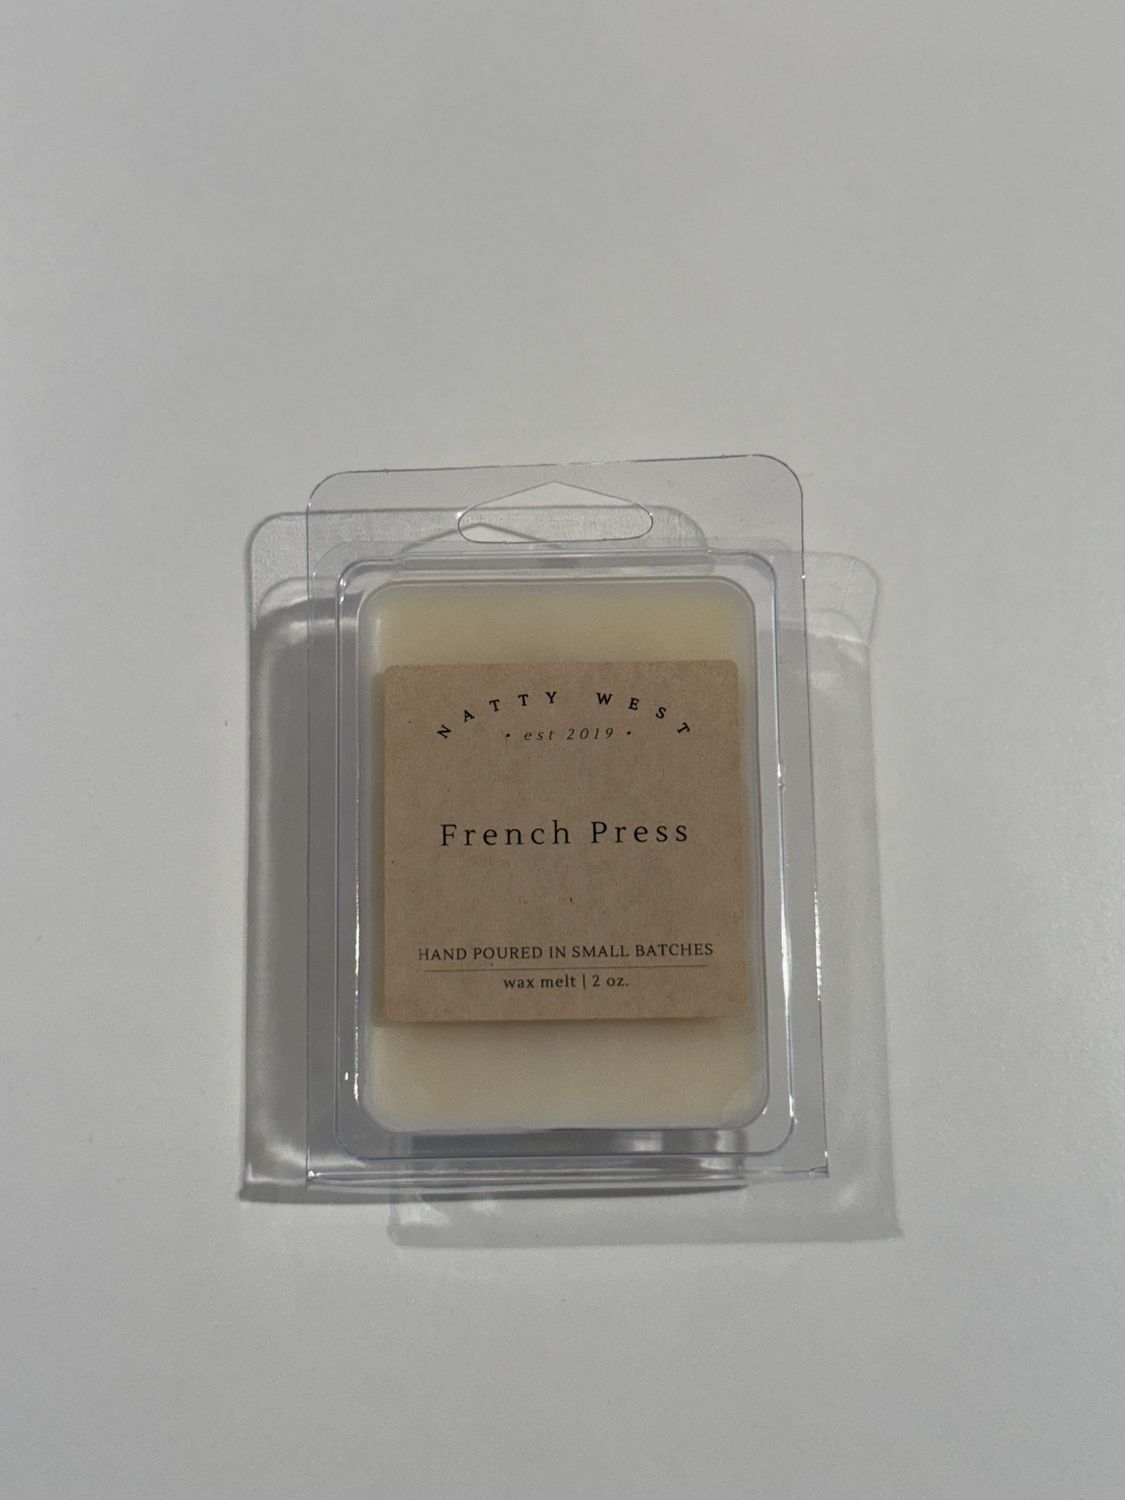 NATTY WEST
• est 2019 •
French Press
HAND POURED IN SMALL BATCHES
wax melt | 2 oz.